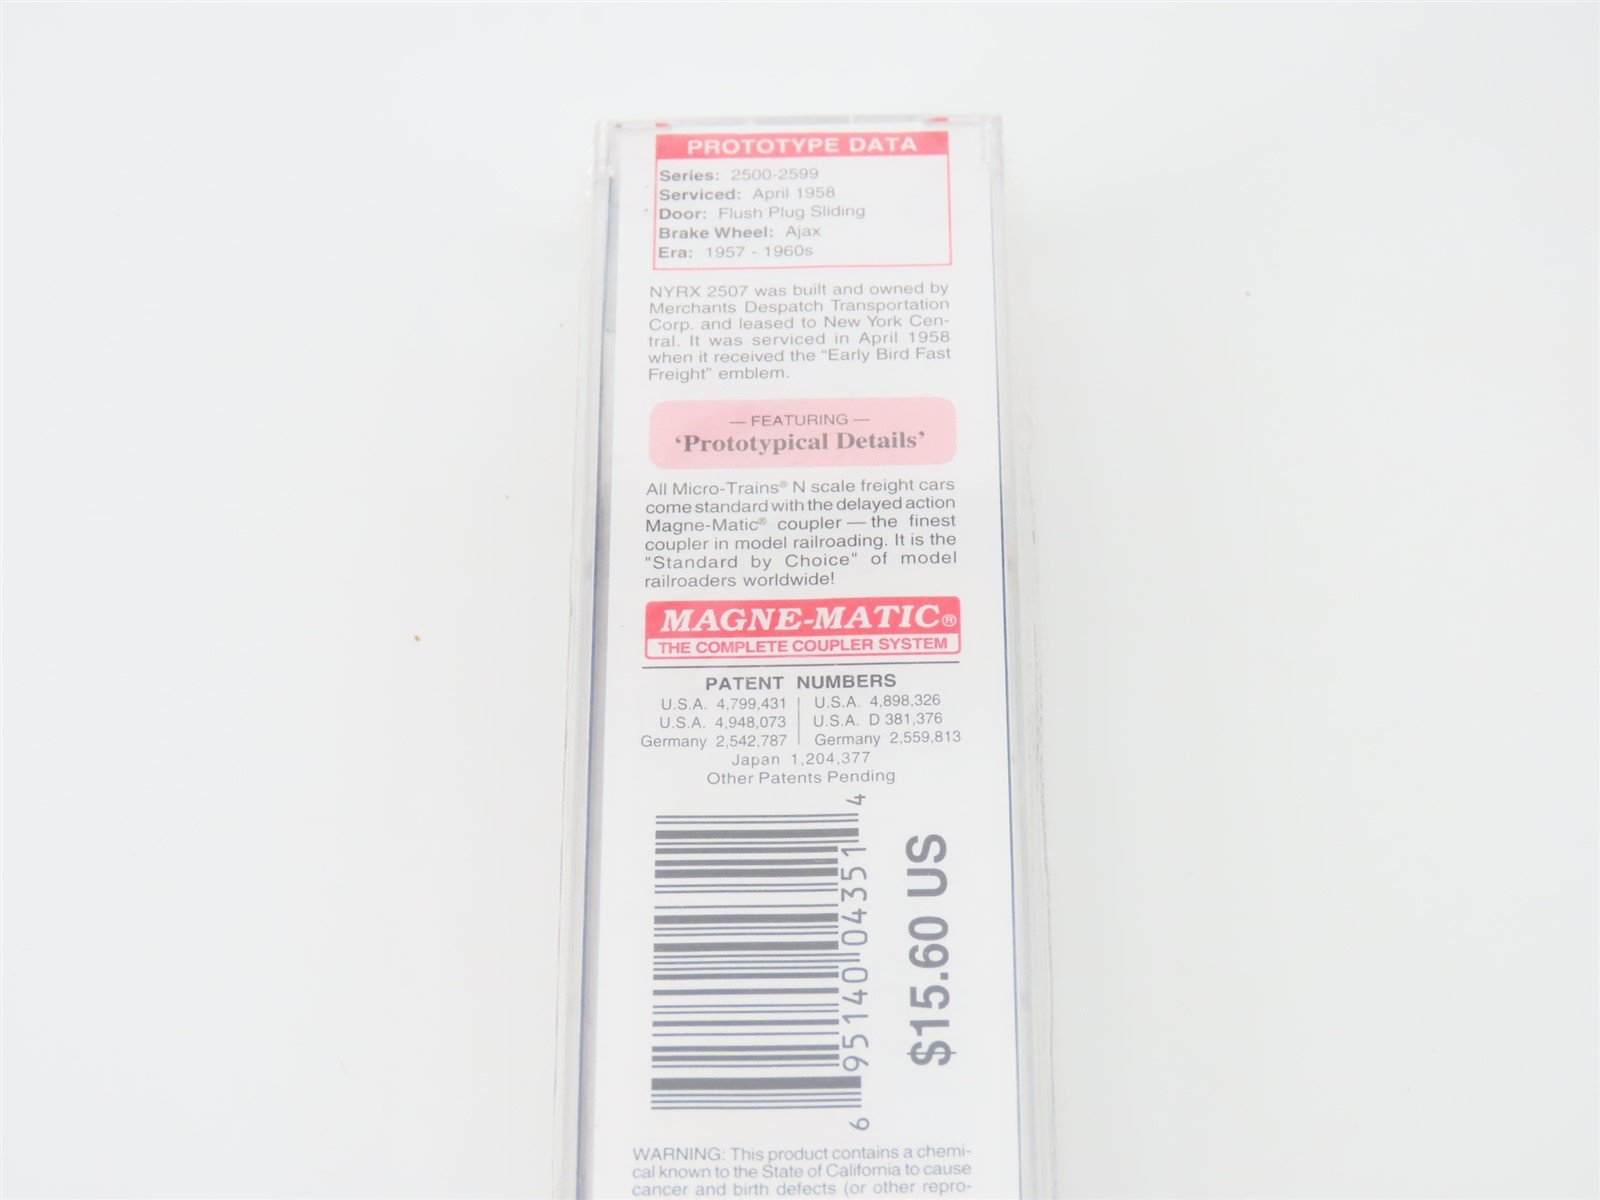 PROTOTYPE DATA
Series: 2500-2599
Serviced: April 1958
Door: Flush Plug Sliding
Brake Wheel: Ajax
Era: 1957 - 1960s
NYRX 2507 was built and owned by
Merchants Despatch Transportation
Corp. and leased to New York Cen-
tral. It was serviced in April 1958
when it received the "Early Bird Fast
Freight" emblem.
— FEATURING —
'Prototypical Details'
All Micro-Trains® N scale freight cars
come standard with the delayed action
Magne-Matic® coupler — the finest
coupler in model railroading. It is the
"Standard by Choice" of model
railroaders worldwide!
MAGNE-MATIC®
THE COMPLETE COUPLER SYSTEM
PATENT NUMBERS
U.S.A. 4,799,431 | U.S.A. 4,898,326
U.S.A. 4,948,073 | U.S.A. D 381,376
Germany 2,542,787 | Germany 2,559,813
Japan 1,204,377
Other Patents Pending
6 95140 04351 4
$15.60 US
WARNING: This product contains a chemi-
cal known to the State of California to cause
cancer and birth defects (or other repro-